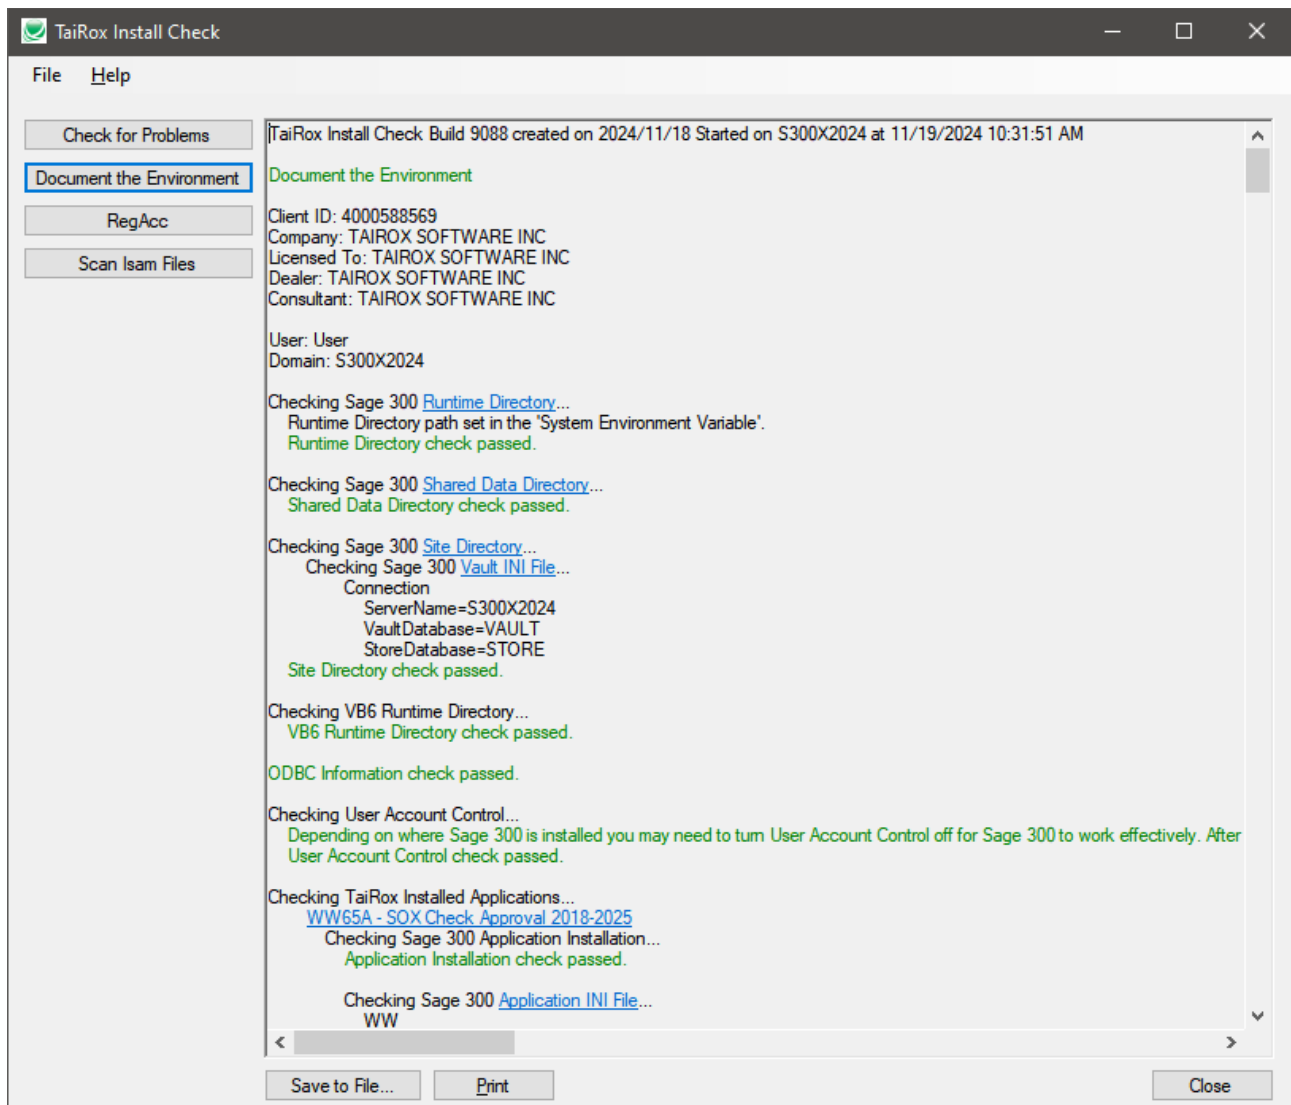 TaiRox Install Check
File Help
Check for Problems
Document the Environment
RegAcc
Scan Isam Files
TaiRox Install Check Build 9088 created on 2024/11/18 Started on S300X2024 at 11/19/2024 10:31:51 AM
Document the Environment
Client ID: 4000588569
Company: TAIROX SOFTWARE INC
Licensed To: TAIROX SOFTWARE INC
Dealer: TAIROX SOFTWARE INC
Consultant: TAIROX SOFTWARE INC
User: User
Domain: S300X2024
Checking Sage 300 Runtime Directory...
Runtime Directory path set in the 'System Environment Variable'.
Runtime Directory check passed.
Checking Sage 300 Shared Data Directory...
Shared Data Directory check passed.
Checking Sage 300 Site Directory...
Checking Sage 300 Vault INI File...
Connection
ServerName=S300X2024
VaultDatabase=VAULT
StoreDatabase=STORE
Site Directory check passed.
Checking VB6 Runtime Directory...
VB6 Runtime Directory check passed.
ODBC Information check passed.
Checking User Account Control...
Depending on where Sage 300 is installed you may need to turn User Account Control off for Sage 300 to work effectively. After
User Account Control check passed.
Checking TaiRox Installed Applications...
WW65A - SOX Check Approval 2018-2025
Checking Sage 300 Application Installation...
Application Installation check passed.
Checking Sage 300 Application INI File...
WW
Save to File... Print Close